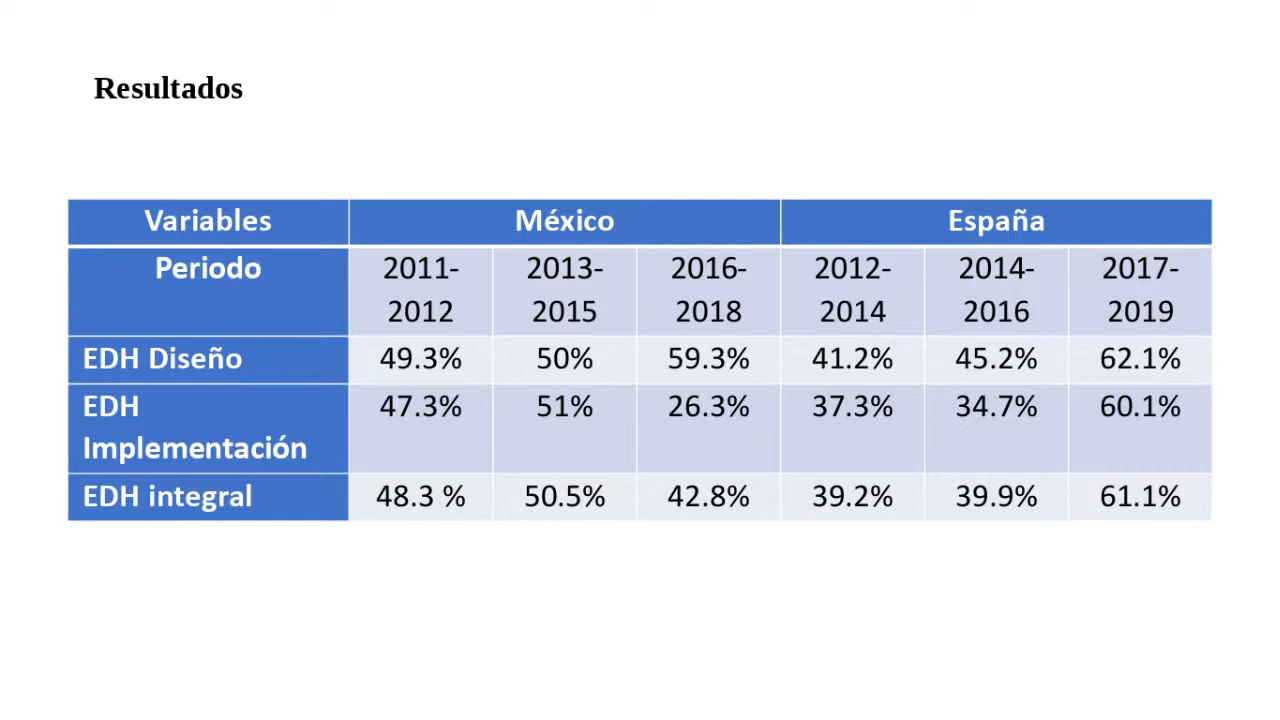 Resultados
Variables México España
Periodo 2011- 2013- 2016- 2012- 2014- 2017-
2012 2015 2018 2014 2016 2019
EDH Diseño 49.3% 50% 59.3% 41.2% 45.2% 62.1%
EDH 47.3% 51% 26.3% 37.3% 34.7% 60.1%
Implementación
EDH integral 48.3 % 50.5% 42.8% 39.2% 39.9% 61.1%